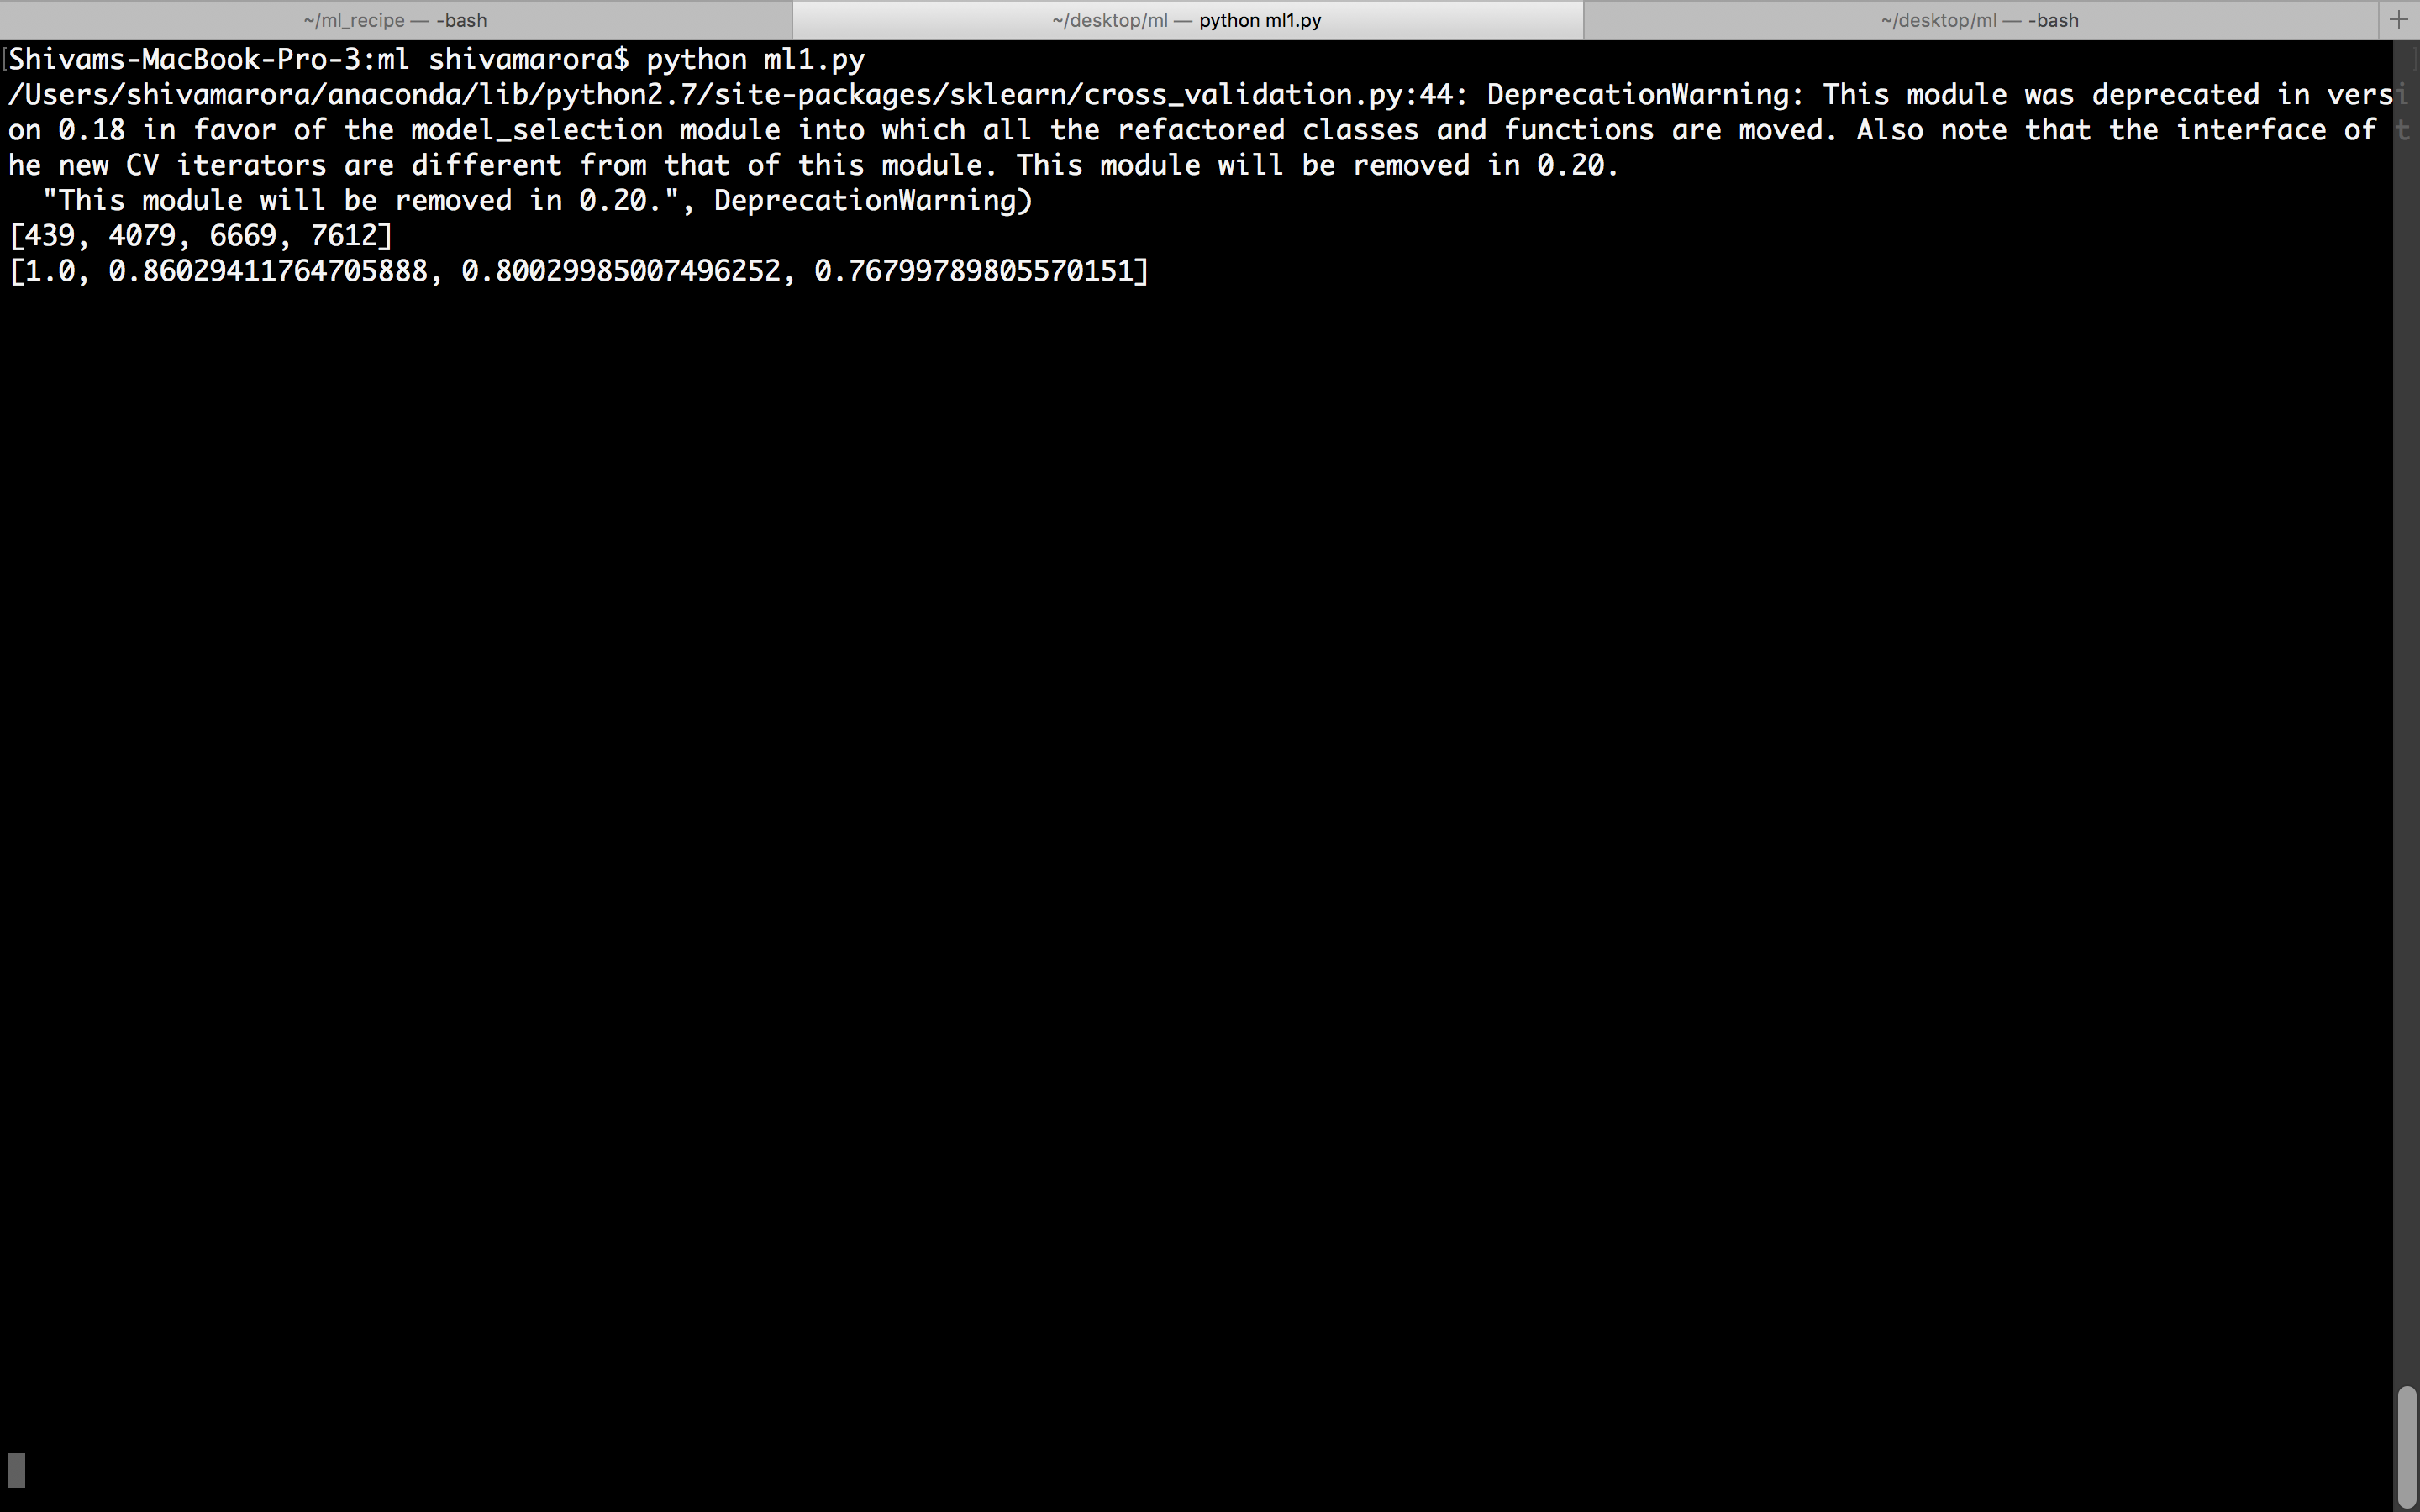 ~/ml_recipe — -bash
~/desktop/ml — python ml1.py
~/desktop/ml — -bash
+
[Shivams-MacBook-Pro-3:ml shivamarora$ python ml1.py
/Users/shivamarora/anaconda/lib/python2.7/site-packages/sklearn/cross_validation.py:44: DeprecationWarning: This module was deprecated in versi
on 0.18 in favor of the model_selection module into which all the refactored classes and functions are moved. Also note that the interface of t
he new CV iterators are different from that of this module. This module will be removed in 0.20.
  "This module will be removed in 0.20.", DeprecationWarning)
[439, 4079, 6669, 7612]
[1.0, 0.86029411764705888, 0.80029985007496252, 0.76799789805570151]